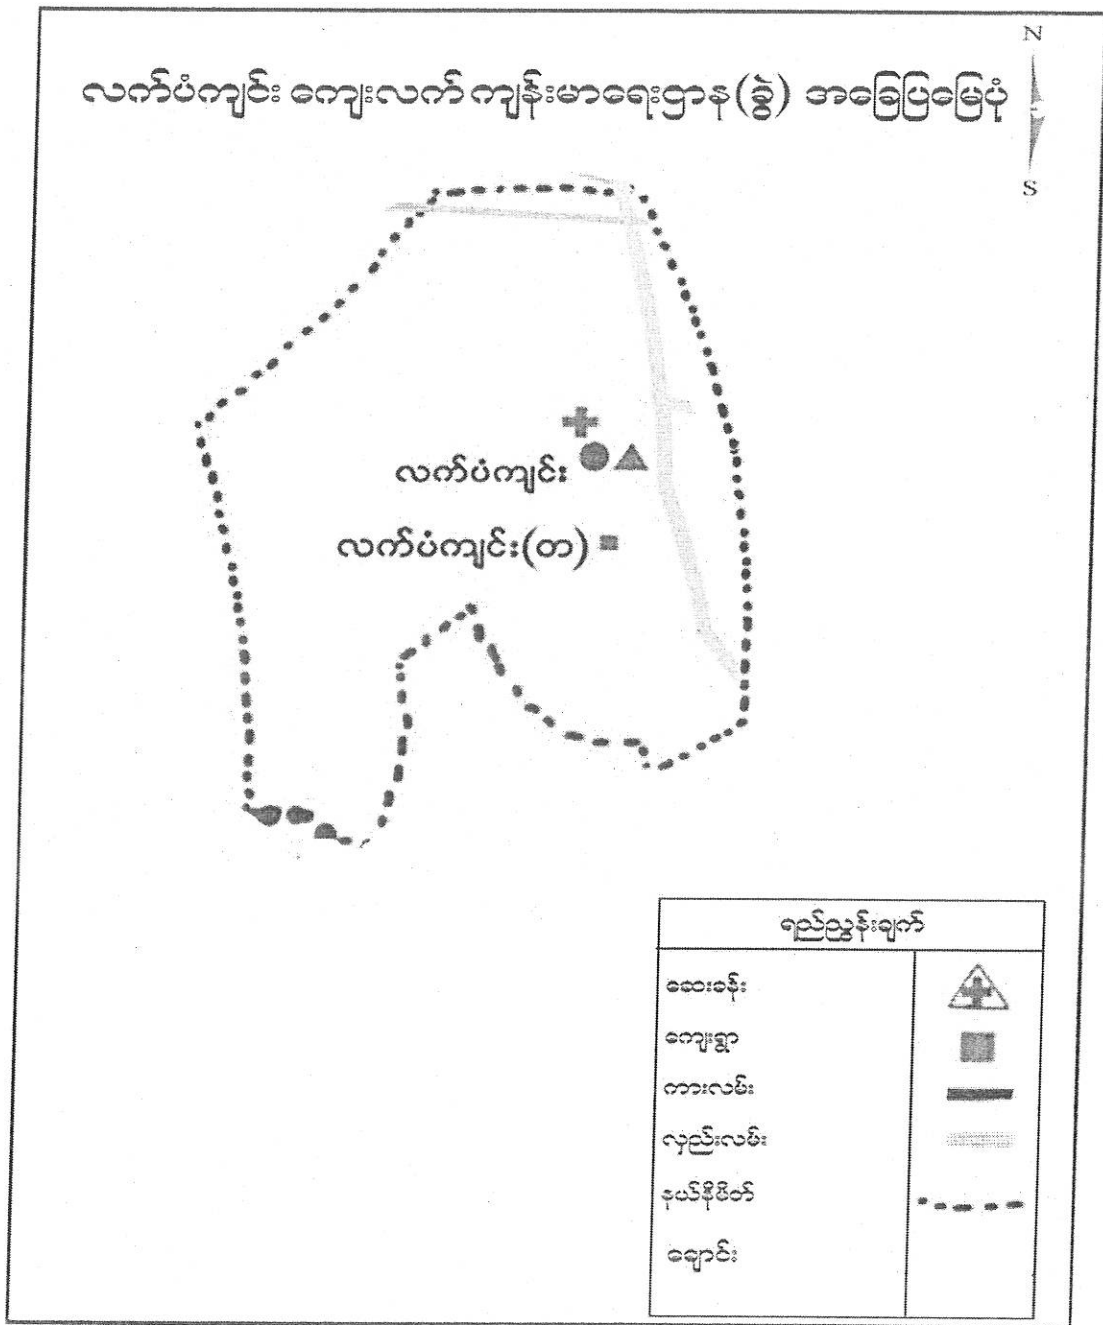 N
လက်ပံကျင်း ကျေးလက်ကျန်းမာရေးဌာန(ခွဲ) အခြေပြမြေပုံ
S
လက်ပံကျင်း
လက်ပံကျင်း(တ)
ရည်ညွှန်းချက်
ဆေးခန်း
ကျေးရွာ
ကားလမ်း
လှည်းလမ်း
နယ်နိမိတ်
ချောင်း